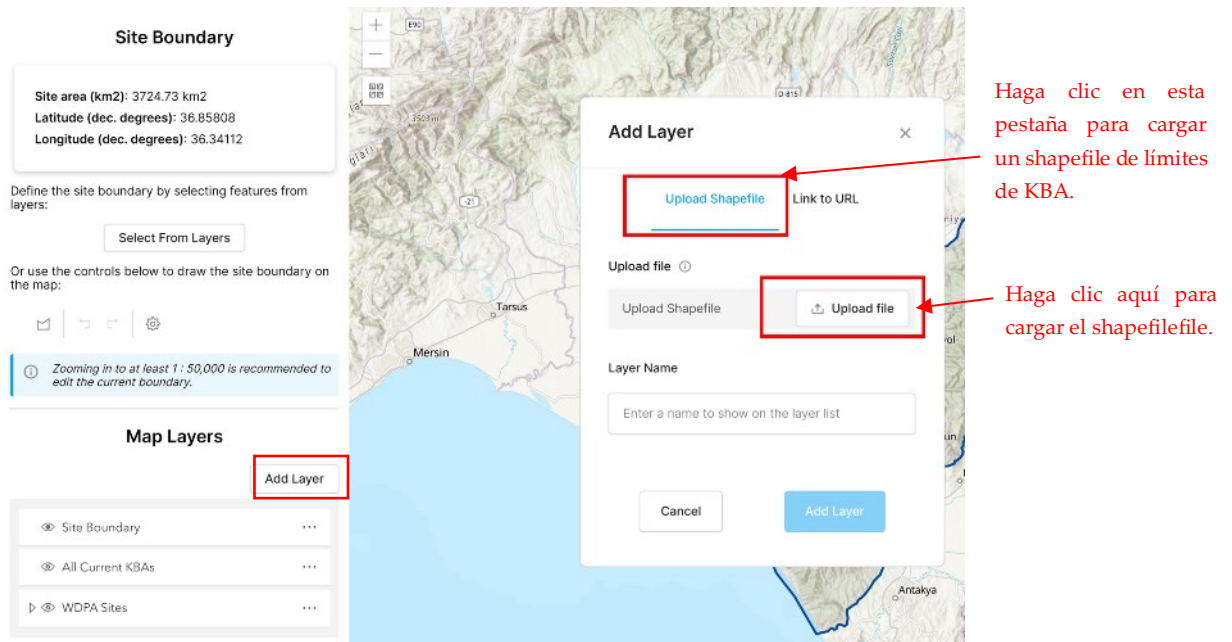 Site Boundary
Site area (km2): 3724.73 km2
Latitude (dec. degrees): 36.85808
Longitude (dec. degrees): 36.34112
Define the site boundary by selecting features from
layers:
Select From Layers
Or use the controls below to draw the site boundary on
the map:
Zooming in to at least 1 : 50,000 is recommended to
edit the current boundary.
Map Layers
Add Layer
Site Boundary
All Current KBAs
WDPA Sites
E90
3503 m
D-815
-21
Tarsus
Mersin
Antakya
Add Layer
Upload Shapefile
Link to URL
Upload file
Upload Shapefile
Upload file
Layer Name
Enter a name to show on the layer list
Cancel
Add Layer
Haga clic en esta
pestaña para cargar
un shapefile de límites
de KBA.
Haga clic aquí para
cargar el shapefilefile.